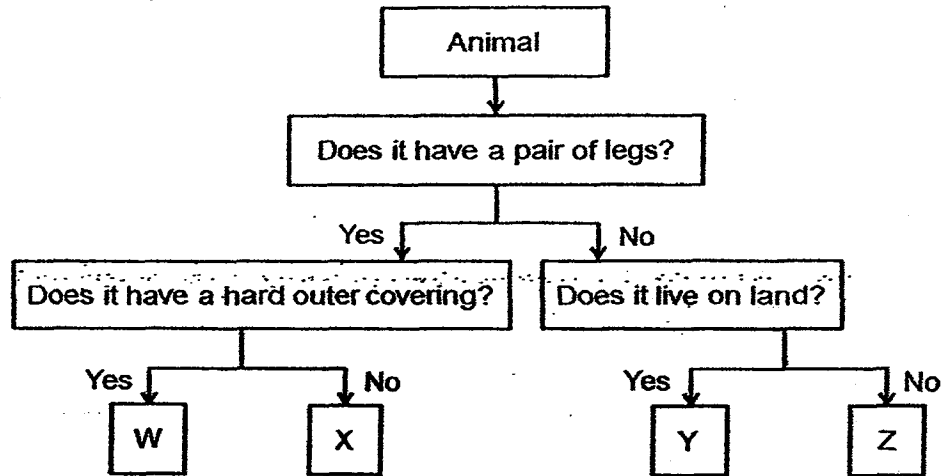 Animal
Does it have a pair of legs?
Yes
No
Does it have a hard outer covering?
Does it live on land?
Yes
No
Yes
No
W
X
Y
Z